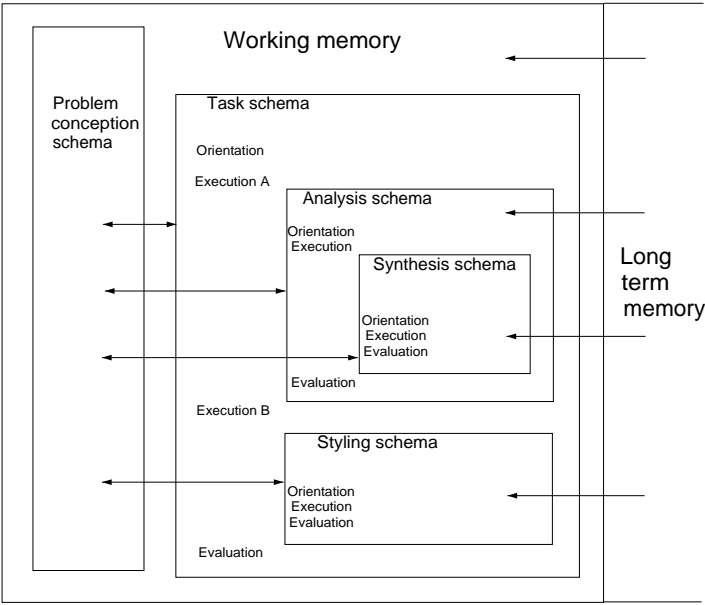 Working memory
Problem
conception
schema
Task schema
Orientation
Execution A
Analysis schema
Orientation
Execution
Synthesis schema
Orientation
Execution
Evaluation
Evaluation
Execution B
Styling schema
Orientation
Execution
Evaluation
Evaluation
Long
term
memory